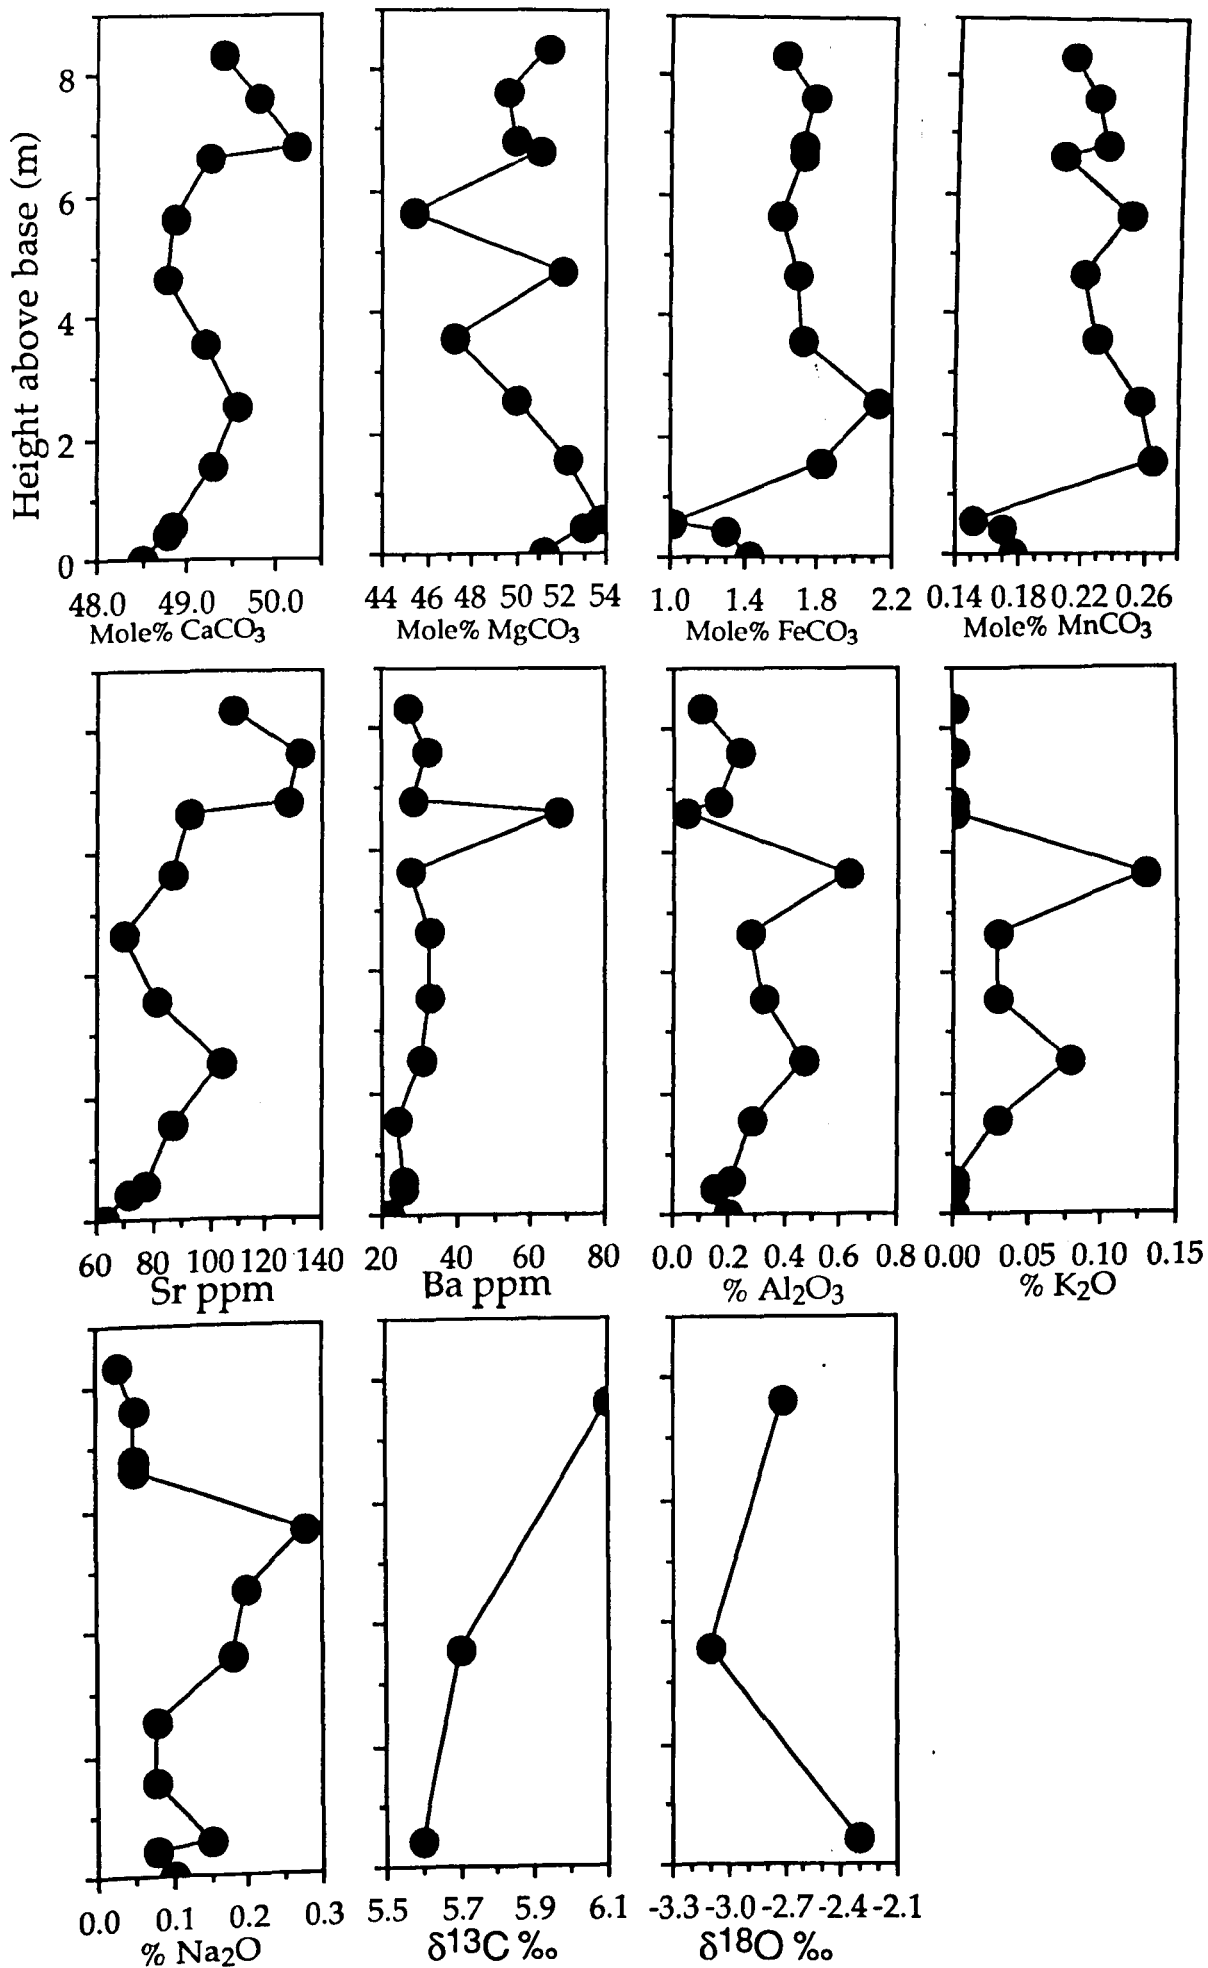 Height above base (m)
8
6
4
2
0
48.0 49.0 50.0
Mole% CaCO3
44 46 48 50 52 54
Mole% MgCO3
1.0 1.4 1.8 2.2
Mole% FeCO3
0.14 0.18 0.22 0.26
Mole% MnCO3
60 80 100 120 140
Sr ppm
20 40 60 80
Ba ppm
0.0 0.2 0.4 0.6 0.8
% Al2O3
0.00 0.05 0.10 0.15
% K2O
0.0 0.1 0.2 0.3
% Na2O
5.5 5.7 5.9 6.1
δ13C ‰
-3.3 -3.0 -2.7 -2.4 -2.1
δ18O ‰